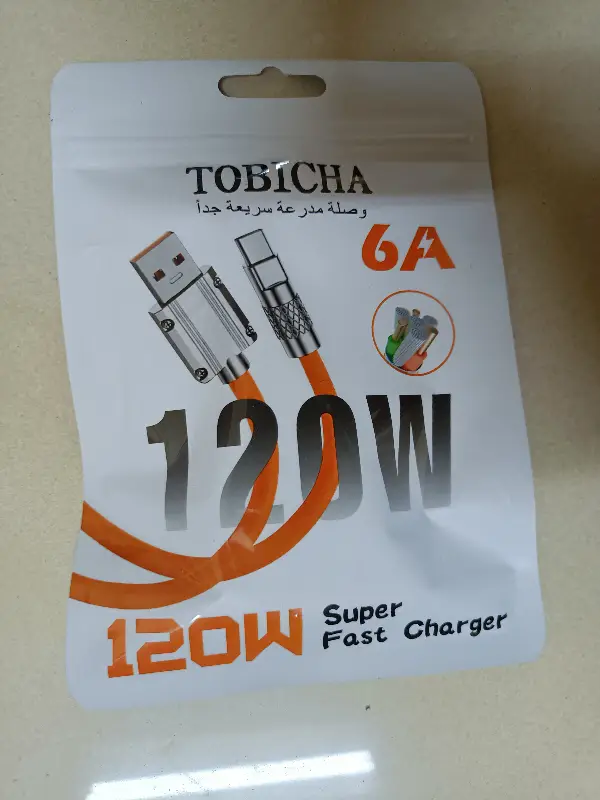 TOBICHA
وصلة مدرعة سريعة جداً
6A
120W
120W
Super
Fast Charger